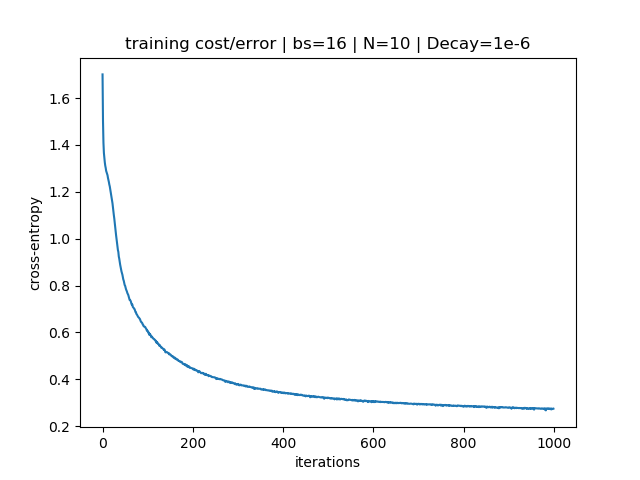 training cost/error | bs=16 | N=10 | Decay=1e-6
1.6
1.4
1.2
1.0
0.8
0.6
0.4
0.2
cross-entropy
0 200 400 600 800 1000
iterations